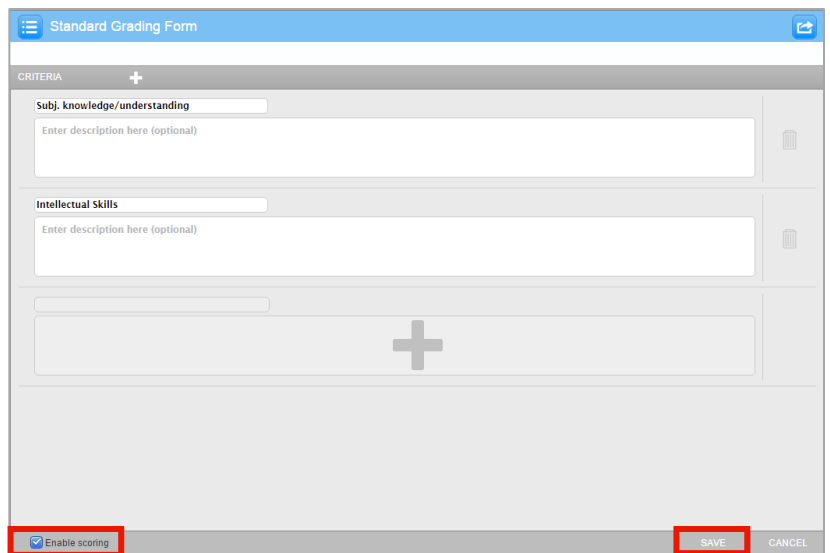 Standard Grading Form
CRITERIA
Subj. knowledge/understanding
Enter description here (optional)
Intellectual Skills
Enter description here (optional)
Enable scoring
SAVE
CANCEL